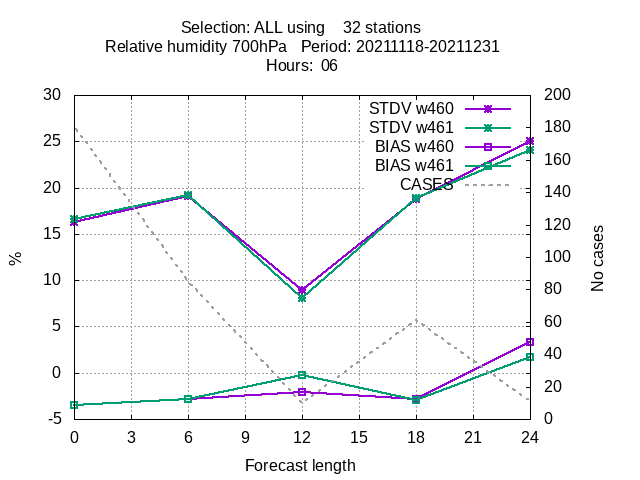 Selection: ALL using    32 stations
Relative humidity 700hPa   Period: 20211118-20211231
Hours:  06
30
25
20
15
10
5
0
-5
%
200
180
160
140
120
100
80
60
40
20
0
No cases
STDV w460
STDV w461
BIAS w460
BIAS w461
CASES
0 3 6 9 12 15 18 21 24
Forecast length